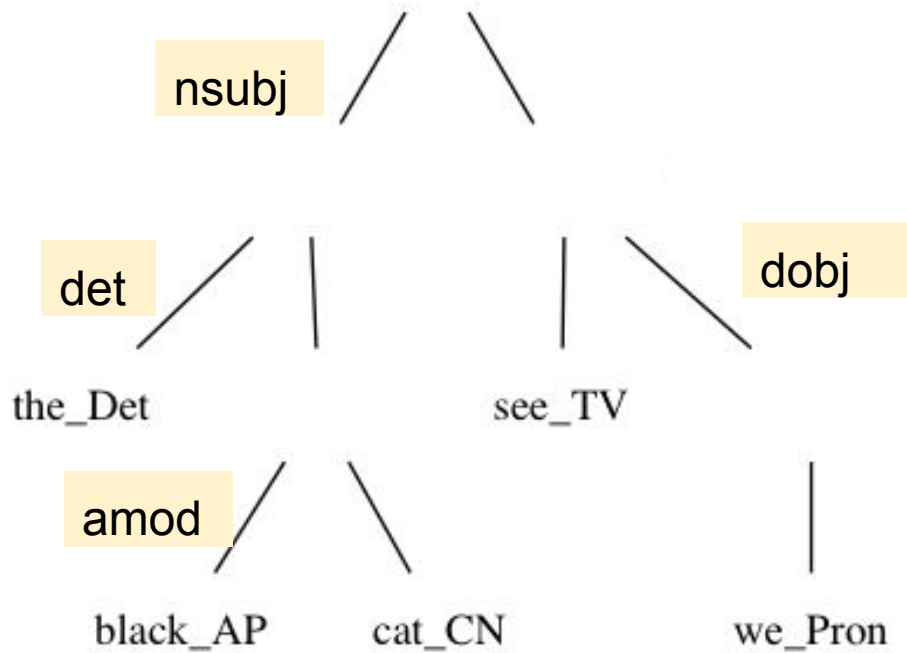 nsubj
det
dobj
the_Det
see_TV
amod
black_AP
cat_CN
we_Pron